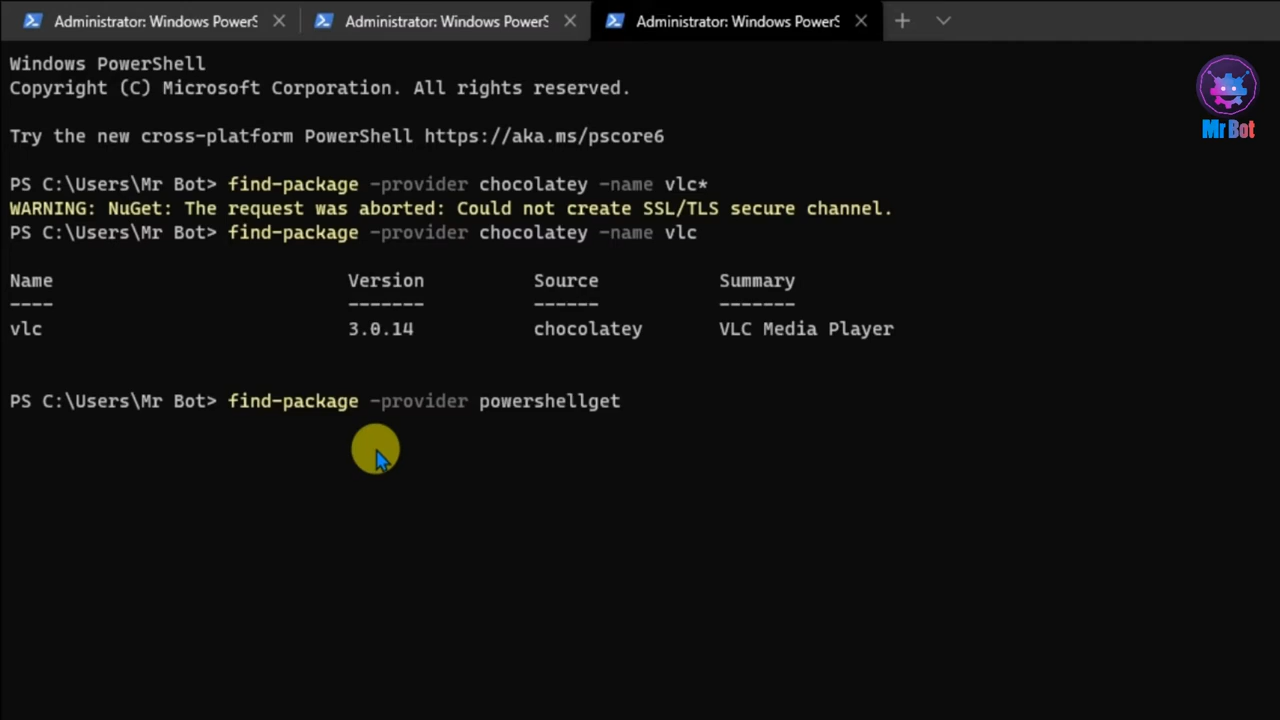 Administrator: Windows PowerS
Administrator: Windows PowerS
Administrator: Windows PowerS
Windows PowerShell
Copyright (C) Microsoft Corporation. All rights reserved.
Try the new cross-platform PowerShell https://aka.ms/pscore6
PS C:\Users\Mr Bot> find-package -provider chocolatey -name vlc*
WARNING: NuGet: The request was aborted: Could not create SSL/TLS secure channel.
PS C:\Users\Mr Bot> find-package -provider chocolatey -name vlc
Name Version Source Summary
---- ------- ------ -------
vlc 3.0.14 chocolatey VLC Media Player
PS C:\Users\Mr Bot> find-package -provider powershellget
Mr Bot